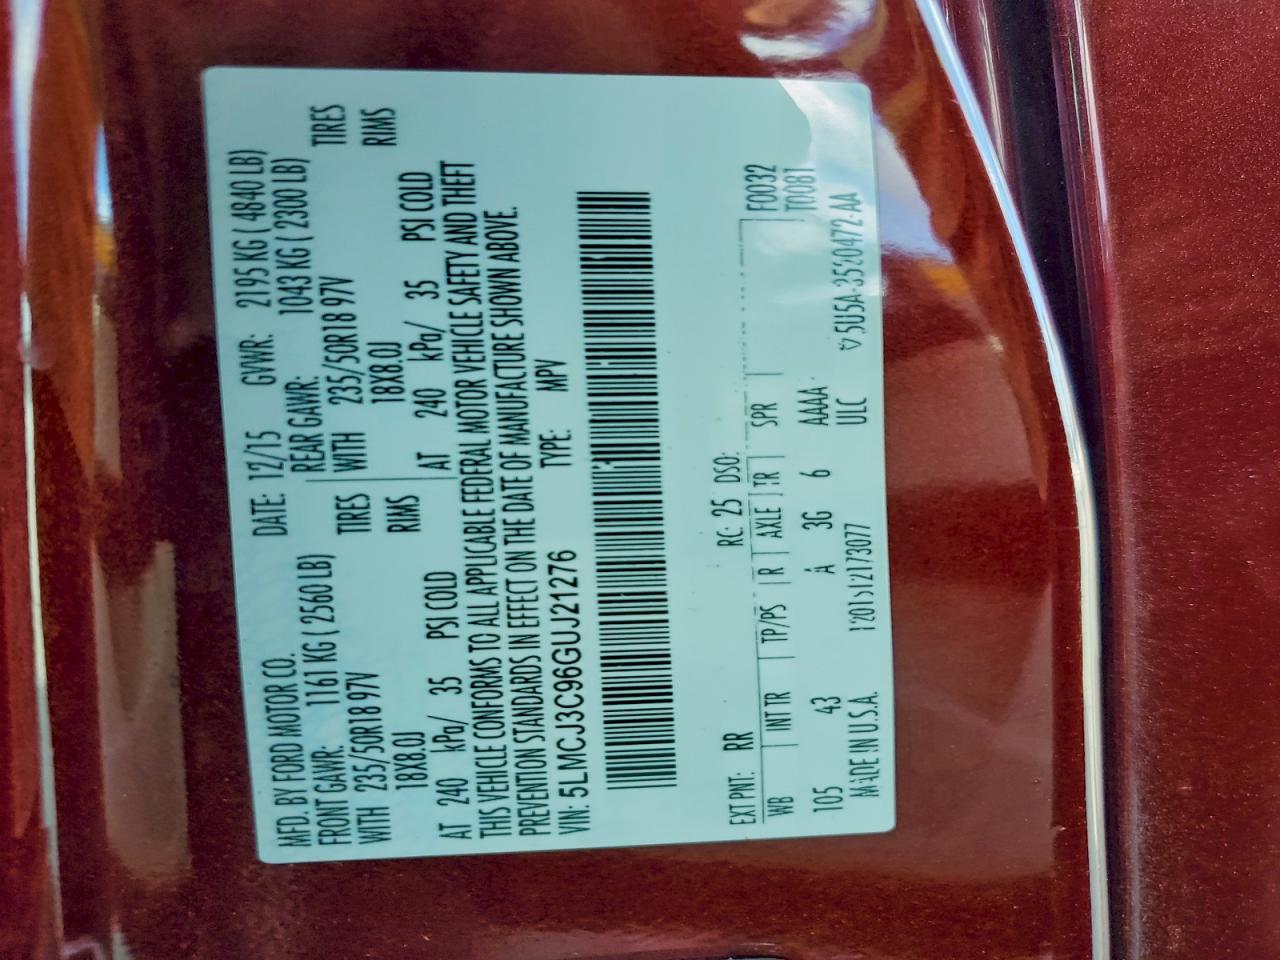 MFD. BY FORD MOTOR CO. DATE: 12/15 GVWR: 2195 KG ( 4840 LB)
FRONT GAWR: 1161 KG ( 2560 LB) REAR GAWR: 1043 KG ( 2300 LB)
WITH 235/50R18 97V TIRES WITH 235/50R18 97V TIRES
18X8.0J RIMS 18X8.0J RIMS
AT 240 kPa/ 35 PSI COLD AT 240 kPa/ 35 PSI COLD
THIS VEHICLE CONFORMS TO ALL APPLICABLE FEDERAL MOTOR VEHICLE SAFETY AND THEFT
PREVENTION STANDARDS IN EFFECT ON THE DATE OF MANUFACTURE SHOWN ABOVE.
VIN: 5LMCJ3C96GUJ21276 TYPE: MPV
EXT PNT: RR RC: 25 DSO:
WB INT TR TP/PS R AXLE TR SPR F0032
T0081
105 43 A 3G 6 AAAA
MADE IN U.S.A. ULC
5U5A-3520472-AA